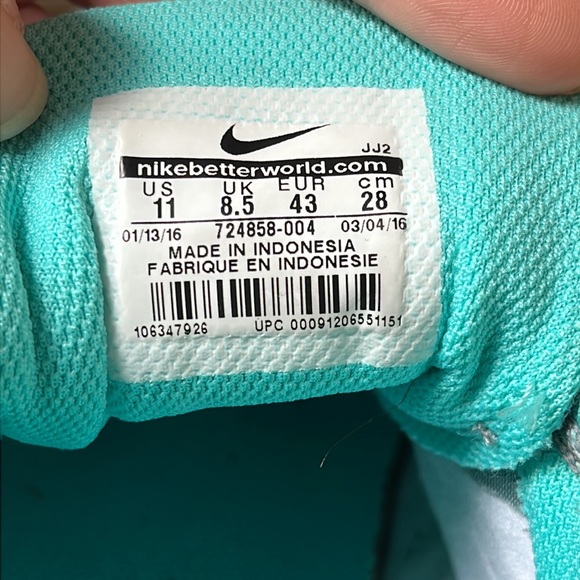 JJ2
nikebetterworld.com
US UK EUR cm
11 8.5 43 28
01/13/16 724858-004 03/04/16
MADE IN INDONESIA
FABRIQUE EN INDONESIE
106347926 UPC 00091206551151